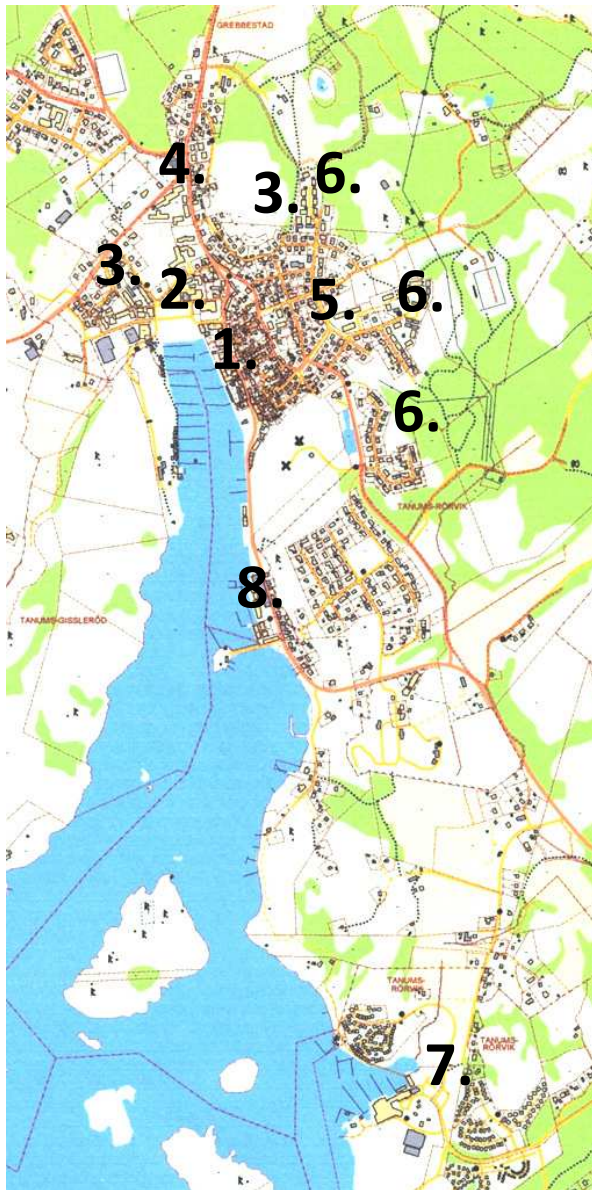 GREBBESTAD
4.
3. 6.
3.
2. 5. 6.
1.
6.
TANUMS-RÖRVIK
8.
TANUMS-GISSLERÖD
TANUMS-
RÖRVIK
TANUMS-
RÖRVIK
7.